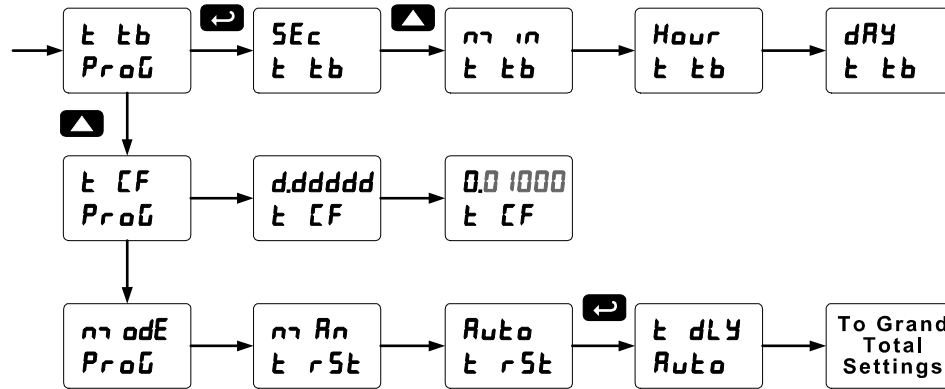 t tb
ProG
SEc
t tb
min
t tb
Hour
t tb
dAY
t tb
t CF
ProG
d.ddddd
t CF
0.01000
t CF
modE
ProG
mAn
t rSt
Auto
t rSt
t dLY
Auto
To Grand
Total
Settings